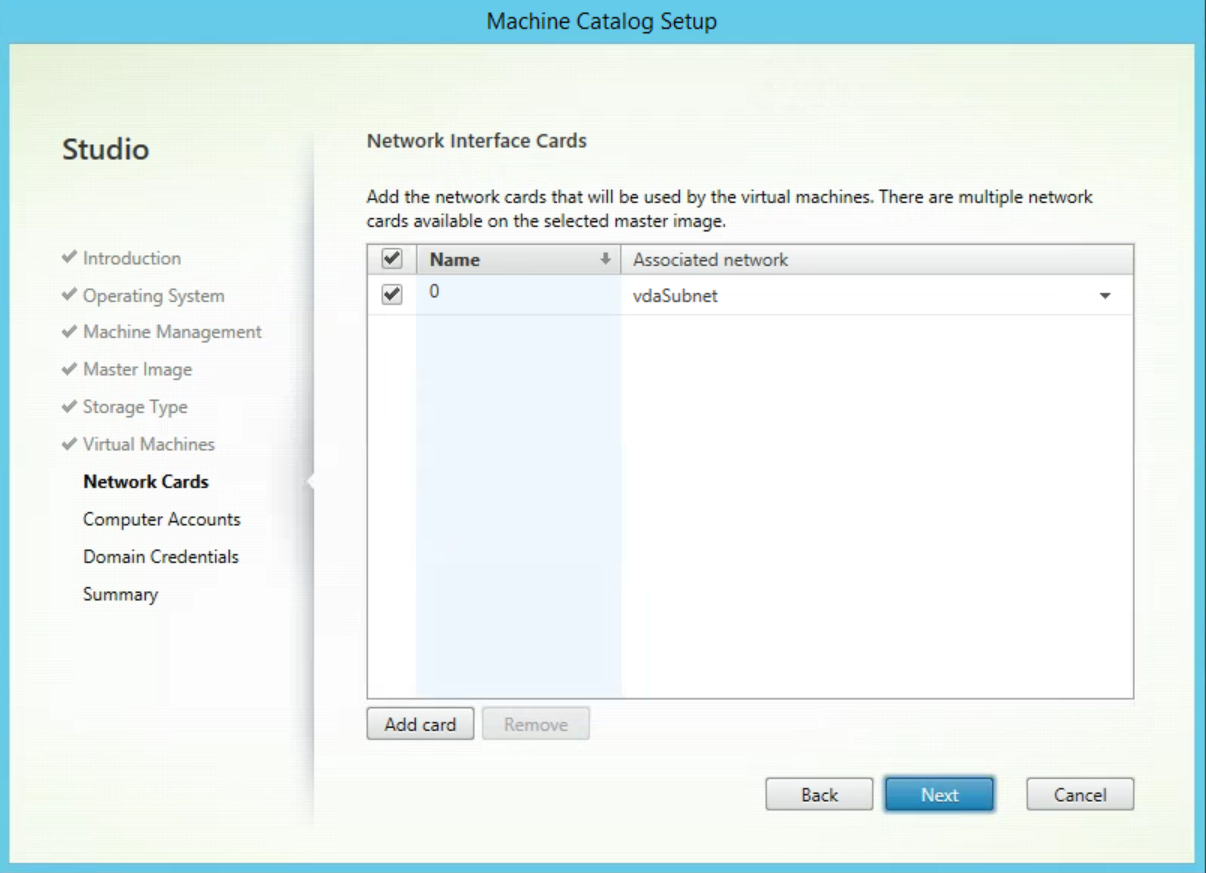 Machine Catalog Setup
Studio
Introduction
Operating System
Machine Management
Master Image
Storage Type
Virtual Machines
Network Cards
Computer Accounts
Domain Credentials
Summary
Network Interface Cards
Add the network cards that will be used by the virtual machines. There are multiple network
cards available on the selected master image.
Name Associated network
0 vdaSubnet
Add card Remove
Back Next Cancel